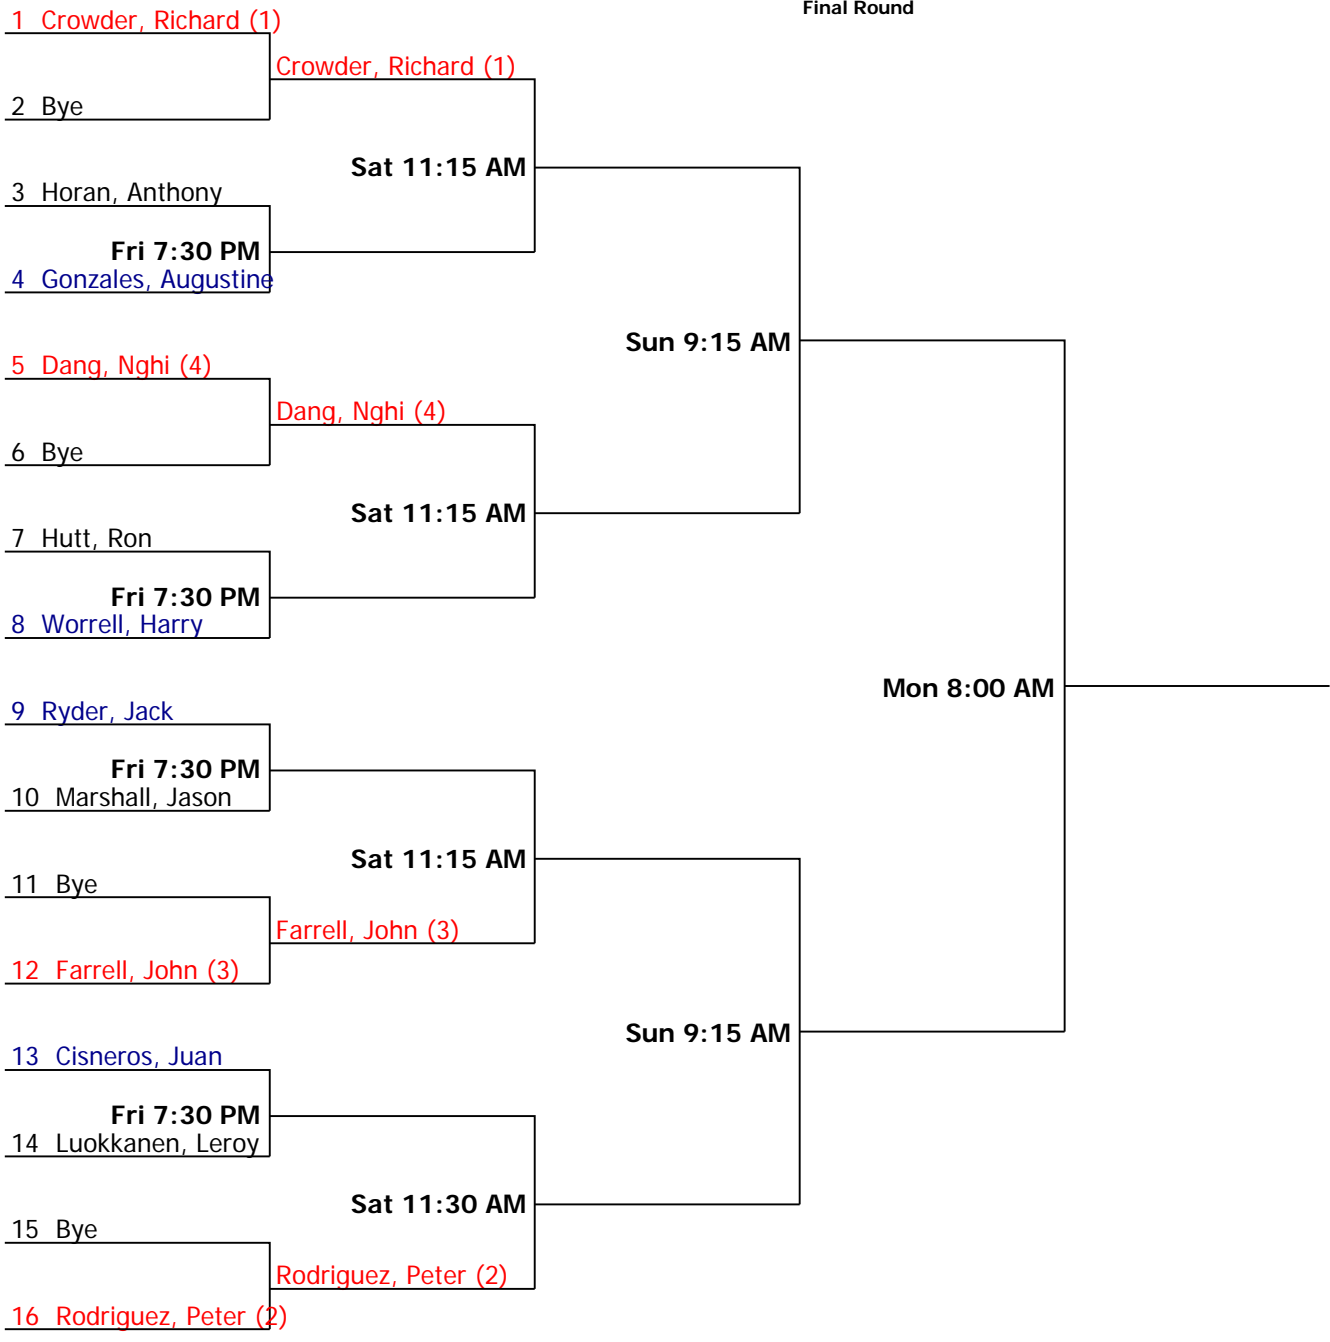 Final Round
1 Crowder, Richard (1)
Crowder, Richard (1)
2 Bye
Sat 11:15 AM
3 Horan, Anthony
Fri 7:30 PM
4 Gonzales, Augustine
Sun 9:15 AM
5 Dang, Nghi (4)
Dang, Nghi (4)
6 Bye
Sat 11:15 AM
7 Hutt, Ron
Fri 7:30 PM
8 Worrell, Harry
Mon 8:00 AM
9 Ryder, Jack
Fri 7:30 PM
10 Marshall, Jason
Sat 11:15 AM
11 Bye
Farrell, John (3)
12 Farrell, John (3)
Sun 9:15 AM
13 Cisneros, Juan
Fri 7:30 PM
14 Luokkanen, Leroy
Sat 11:30 AM
15 Bye
Rodriguez, Peter (2)
16 Rodriguez, Peter (2)